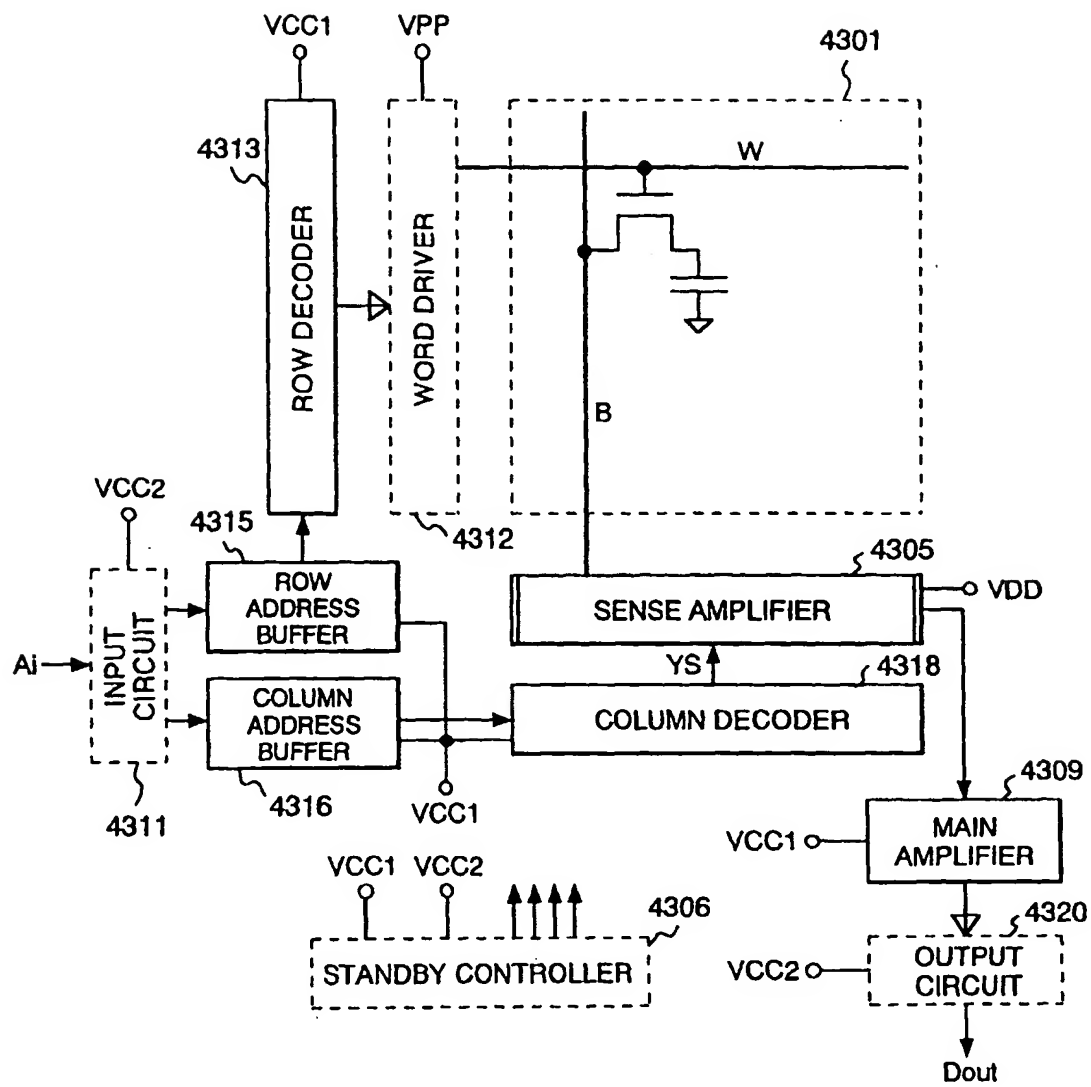 VCC1
VPP
4301
4313
W
ROW DECODER
WORD DRIVER
B
VCC2
4315
4312
4305
ROW
ADDRESS
BUFFER
SENSE AMPLIFIER
VDD
Ai
INPUT
CIRCUIT
YS
4318
COLUMN
ADDRESS
BUFFER
COLUMN DECODER
4311
4316
VCC1
4309
VCC1
MAIN
AMPLIFIER
VCC1
VCC2
4306
4320
STANDBY CONTROLLER
VCC2
OUTPUT
CIRCUIT
Dout